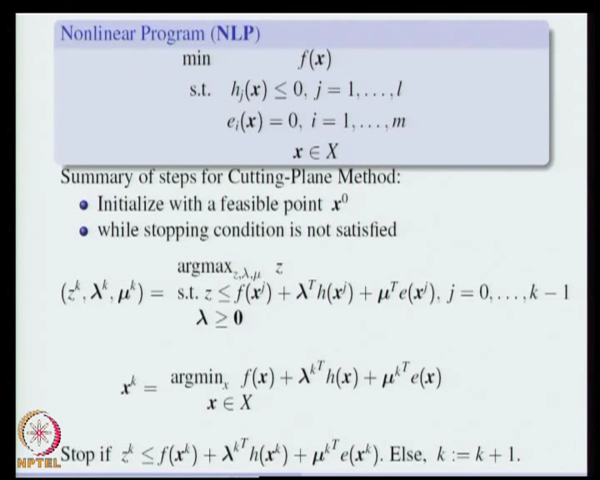 Nonlinear Program (NLP)
min f(x)
s.t. h_j(x) ≤ 0, j = 1,…,l
e_i(x) = 0, i = 1,…,m
x ∈ X
Summary of steps for Cutting-Plane Method:
• Initialize with a feasible point x^0
• while stopping condition is not satisfied
argmax_{z,λ,μ} z
(z^k, λ^k, μ^k) = s.t. z ≤ f(x^j) + λ^T h(x^j) + μ^T e(x^j), j = 0,…,k − 1
λ ≥ 0
x^k = argmin_x f(x) + λ^{k^T} h(x) + μ^{k^T} e(x)
x ∈ X
Stop if z^k ≤ f(x^k) + λ^{k^T} h(x^k) + μ^{k^T} e(x^k). Else, k := k + 1.
NPTEL